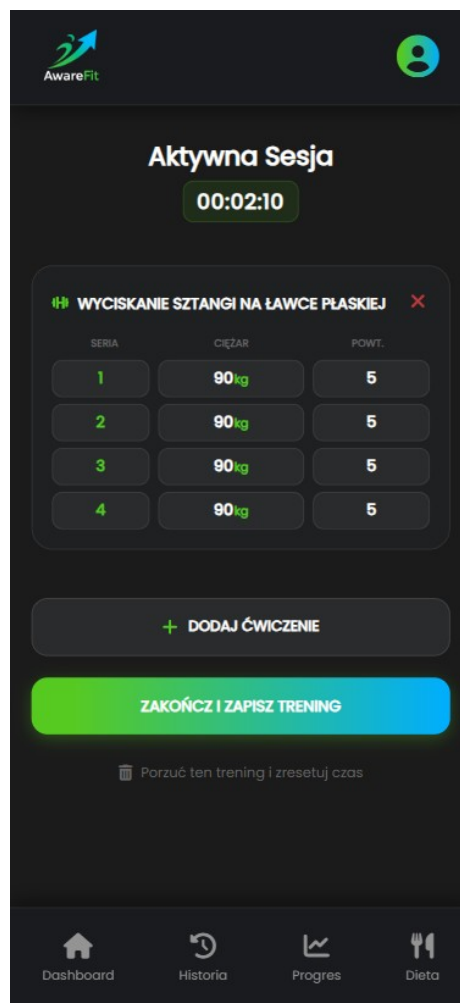 AwareFit
Aktywna Sesja
00:02:10
WYCISKANIE SZTANGI NA ŁAWCE PŁASKIEJ
SERIA CIĘŻAR POWT.
1 90kg 5
2 90kg 5
3 90kg 5
4 90kg 5
+ DODAJ ĆWICZENIE
ZAKOŃCZ I ZAPISZ TRENING
Porzuć ten trening i zresetuj czas
Dashboard Historia Progres Dieta